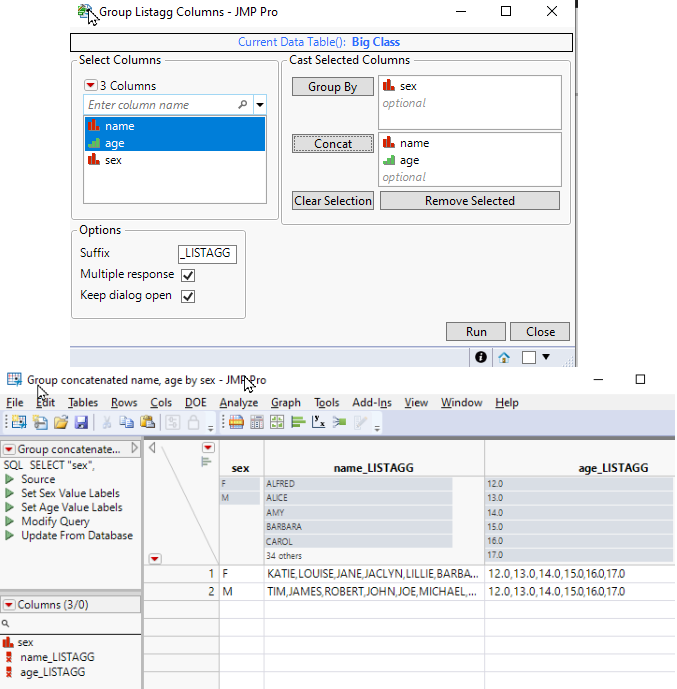 Group Listagg Columns - JMP Pro
Current Data Table(): Big Class
Select Columns
3 Columns
Enter column name
name
age
sex
Cast Selected Columns
Group By
sex
optional
Concat
name
age
optional
Clear Selection
Remove Selected
Options
Suffix
_LISTAGG
Multiple response
Keep dialog open
Run
Close
Group concatenated name, age by sex - JMP Pro
File Edit Tables Rows Cols DOE Analyze Graph Tools Add-Ins View Window Help
Group concatenate...
SQL SELECT "sex",
Source
Set Sex Value Labels
Set Age Value Labels
Modify Query
Update From Database
Columns (3/0)
sex
name_LISTAGG
age_LISTAGG
sex name_LISTAGG age_LISTAGG
F ALFRED 12.0
M ALICE 13.0
AMY 14.0
BARBARA 15.0
CAROL 16.0
34 others 17.0
1 F KATIE,LOUISE,JANE,JACLYN,LILLIE,BARBA... 12.0,13.0,14.0,15.0,16.0,17.0
2 M TIM,JAMES,ROBERT,JOHN,JOE,MICHAEL,... 12.0,13.0,14.0,15.0,16.0,17.0